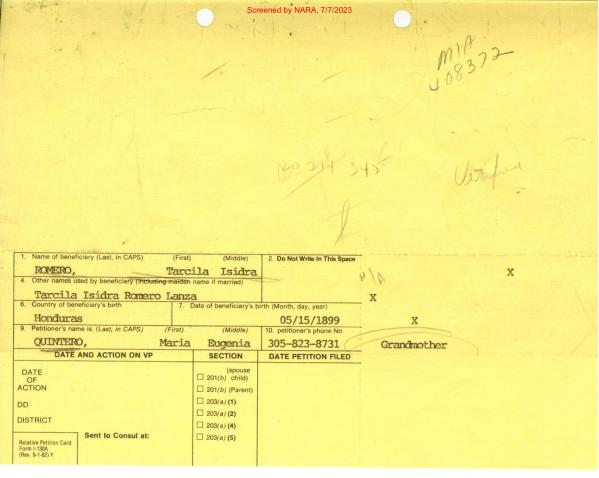 Screened by NARA, 7/7/2023
MIA
408372
1. Name of beneficiary (Last, in CAPS) (First) (Middle) 2. Do Not Write In This Space
ROMERO, Tarcila Isidra X
4. Other names used by beneficiary (Including maiden name if married) N/A
Tarcila Isidra Romero Lanza X
6. Country of beneficiary's birth 7. Date of beneficiary's birth (Month, day, year)
Honduras 05/15/1899 X
9. Petitioner's name is: (Last, in CAPS) (First) (Middle) 10. petitioner's phone No.
QUINTERO, Maria Eugenia 305-823-8731 Grandmother
DATE AND ACTION ON VP SECTION DATE PETITION FILED
DATE OF ACTION
DD
DISTRICT
☐ 201(b) (spouse child)
☐ 201(b) (Parent)
☐ 203(a) (1)
☐ 203(a) (2)
☐ 203(a) (4)
☐ 203(a) (5)
Sent to Consul at:
Relative Petition Card
Form I-130A
(Rev. 9-1-82) Y